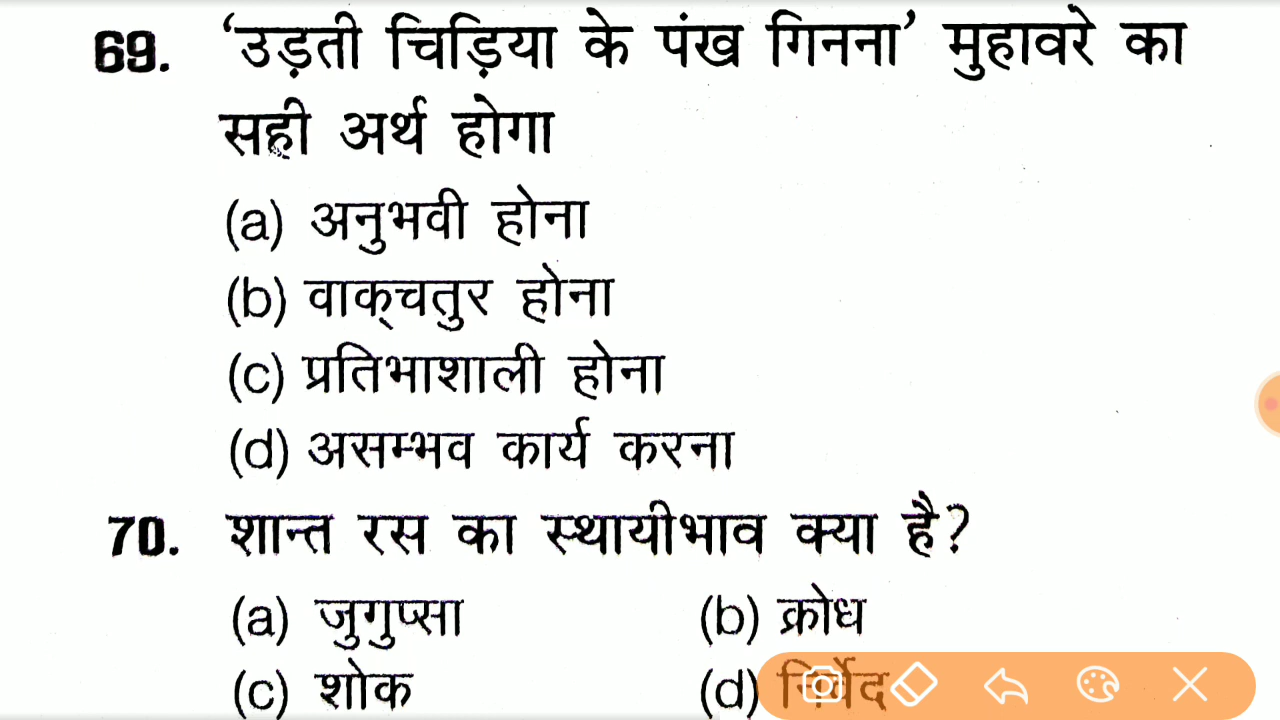 69. ‘उड़ती चिड़िया के पंख गिनना’ मुहावरे का
सही अर्थ होगा
(a) अनुभवी होना
(b) वाक्‌चतुर होना
(c) प्रतिभाशाली होना
(d) असम्भव कार्य करना
70. शान्त रस का स्थायीभाव क्या है?
(a) जुगुप्सा (b) क्रोध
(c) शोक (d) निर्वेद